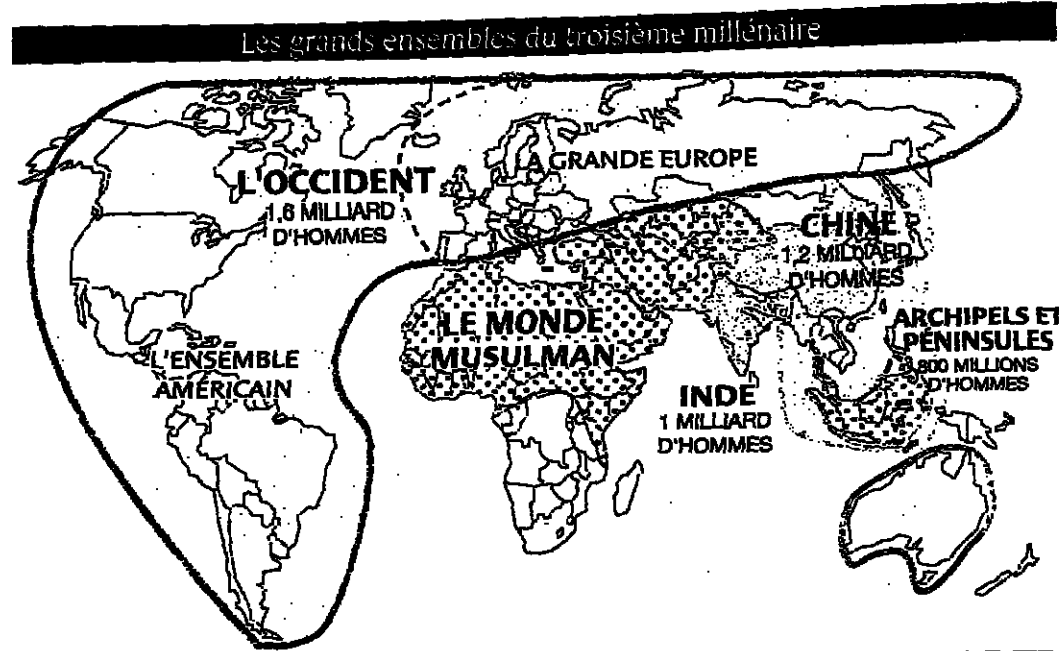 Les grands ensembles du troisième millénaire
L'OCCIDENT
1,6 MILLIARD
D'HOMMES
LA GRANDE EUROPE
CHINE
1,2 MILLIARD
D'HOMMES
LE MONDE
MUSULMAN
L'ENSEMBLE
AMÉRICAIN
INDE
1 MILLIARD
D'HOMMES
ARCHIPELS ET
PÉNINSULES
800 MILLIONS
D'HOMMES